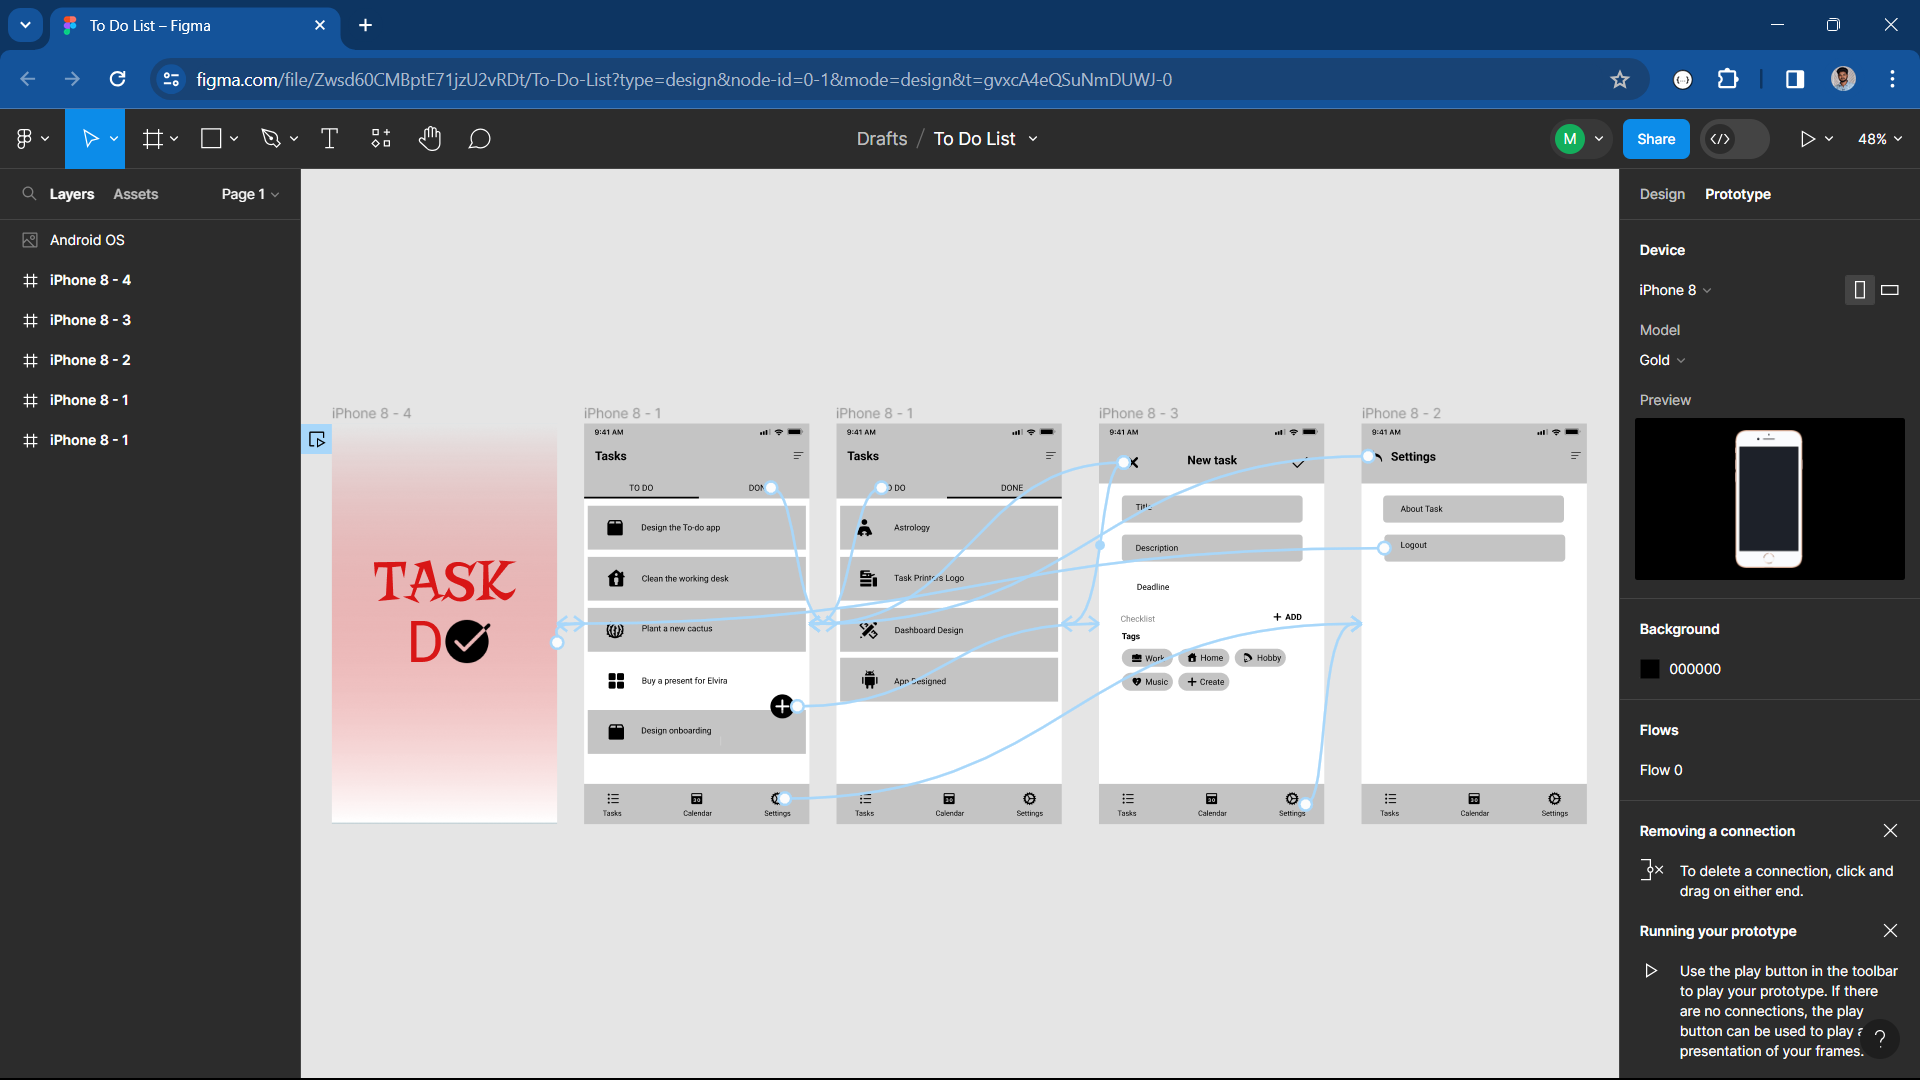 To Do List – Figma
figma.com/file/Zwsd60CMBptE71jzU2vRDt/To-Do-List?type=design&node-id=0-1&mode=design&t=gvxcA4eQSuNmDUWJ-0
Drafts / To Do List
M
Share
48%
Layers Assets Page 1
Android OS
iPhone 8 - 4
iPhone 8 - 3
iPhone 8 - 2
iPhone 8 - 1
iPhone 8 - 1
iPhone 8 - 4
TASK
D
iPhone 8 - 1
9:41 AM
Tasks
TO DO
Design the To-do app
Clean the working desk
Plant a new cactus
Buy a present for Elvira
Design onboarding
Tasks Calendar Settings
iPhone 8 - 1
9:41 AM
Tasks
DO DONE
Astrology
Task Printers Logo
Dashboard Design
App Designed
Tasks Calendar Settings
iPhone 8 - 3
9:41 AM
New task
Title
Description
Deadline
Checklist + ADD
Tags
Work Home Hobby
Music + Create
Tasks Calendar Settings
iPhone 8 - 2
9:41 AM
Settings
About Task
Logout
Tasks Calendar Settings
Design Prototype
Device
iPhone 8
Model
Gold
Preview
Background
000000
Flows
Flow 0
Removing a connection
To delete a connection, click and
drag on either end.
Running your prototype
Use the play button in the toolbar
to play your prototype. If there
are no connections, the play
button can be used to play a
presentation of your frames.
?